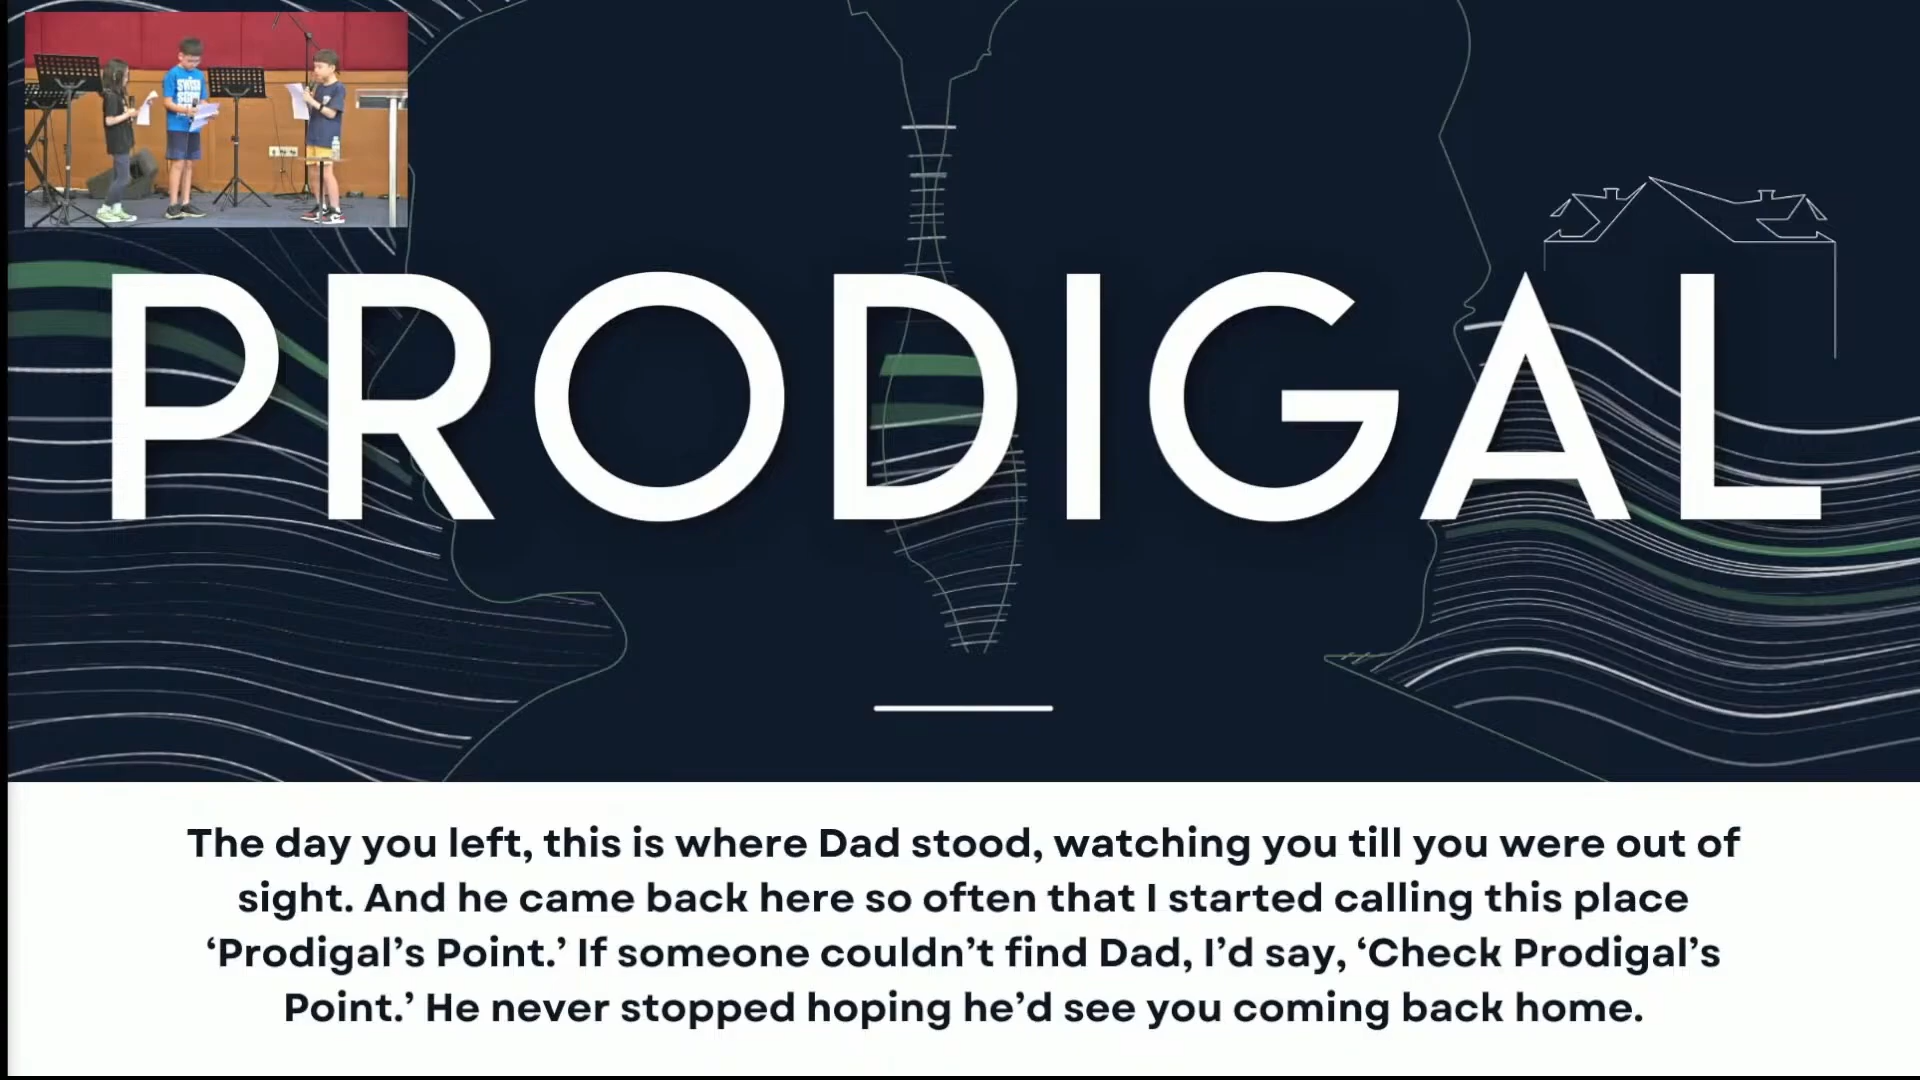 PRODIGAL
The day you left, this is where Dad stood, watching you till you were out of
sight. And he came back here so often that I started calling this place
‘Prodigal’s Point.’ If someone couldn’t find Dad, I’d say, ‘Check Prodigal’s
Point.’ He never stopped hoping he’d see you coming back home.